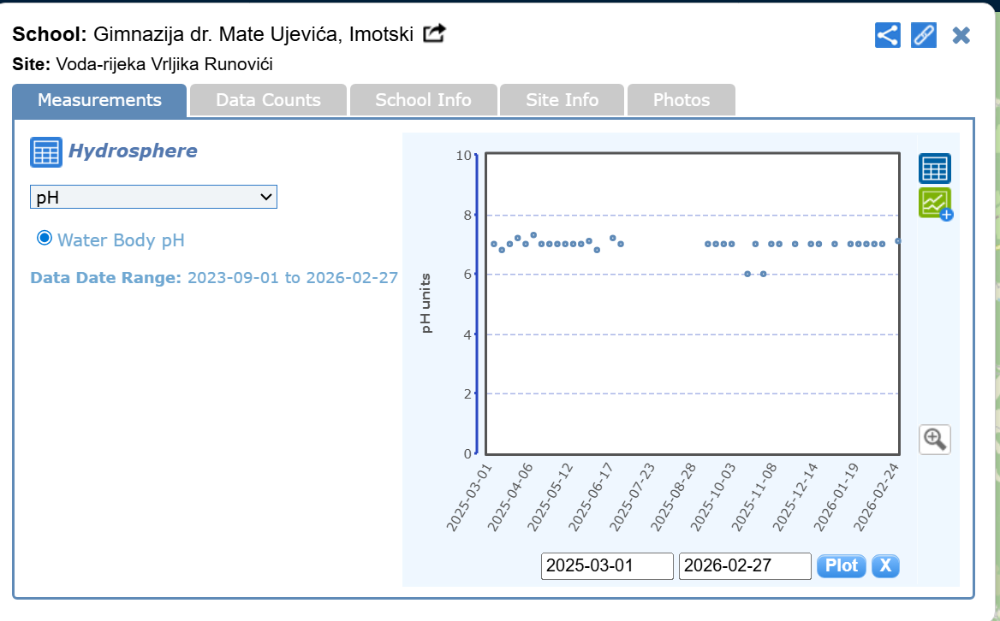 School: Gimnazija dr. Mate Ujevića, Imotski
Site: Voda-rijeka Vrljika Runovići
Measurements
Data Counts
School Info
Site Info
Photos
Hydrosphere
pH
Water Body pH
Data Date Range: 2023-09-01 to 2026-02-27
pH units
10
8
6
4
2
0
2025-03-01
2025-04-06
2025-05-12
2025-06-17
2025-07-23
2025-08-28
2025-10-03
2025-11-08
2025-12-14
2026-01-19
2026-02-24
2025-03-01
2026-02-27
Plot
X